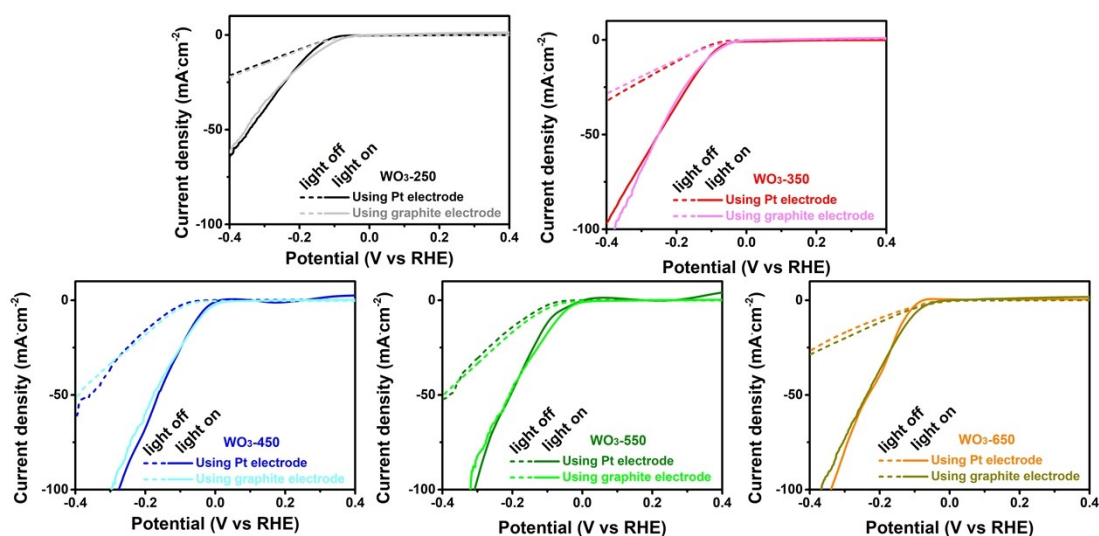 0
-50
-100
Current density (mA·cm-2)
light off
light on
WO3-250
Using Pt electrode
Using graphite electrode
-0.4 -0.2 0.0 0.2 0.4
Potential (V vs RHE)
0
-50
-100
Current density (mA·cm-2)
light off
light on
WO3-350
Using Pt electrode
Using graphite electrode
-0.4 -0.2 0.0 0.2 0.4
Potential (V vs RHE)
0
-50
-100
Current density (mA·cm-2)
light off
light on
WO3-450
Using Pt electrode
Using graphite electrode
-0.4 -0.2 0.0 0.2 0.4
Potential (V vs RHE)
0
-50
-100
Current density (mA·cm-2)
light off
light on
WO3-550
Using Pt electrode
Using graphite electrode
-0.4 -0.2 0.0 0.2 0.4
Potential (V vs RHE)
0
-50
-100
Current density (mA·cm-2)
light off
light on
WO3-650
Using Pt electrode
Using graphite electrode
-0.4 -0.2 0.0 0.2 0.4
Potential (V vs RHE)